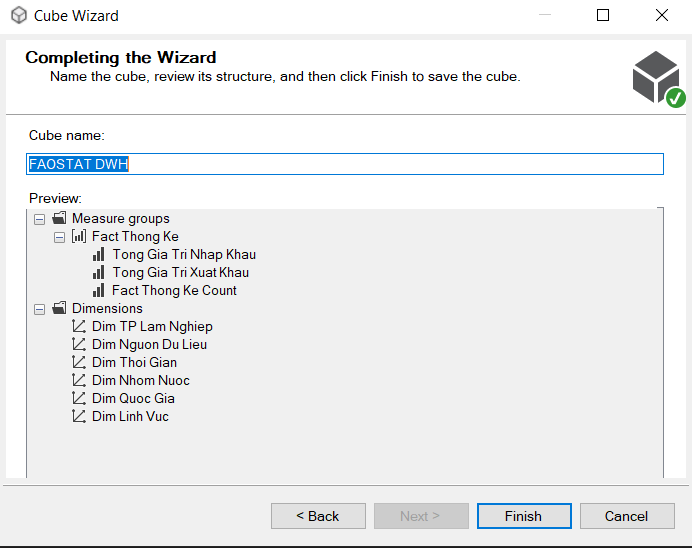 Cube Wizard
Completing the Wizard
Name the cube, review its structure, and then click Finish to save the cube.
Cube name:
FAOSTAT DWH
Preview:
Measure groups
Fact Thong Ke
Tong Gia Tri Nhap Khau
Tong Gia Tri Xuat Khau
Fact Thong Ke Count
Dimensions
Dim TP Lam Nghiep
Dim Nguon Du Lieu
Dim Thoi Gian
Dim Nhom Nuoc
Dim Quoc Gia
Dim Linh Vuc
< Back Next > Finish Cancel